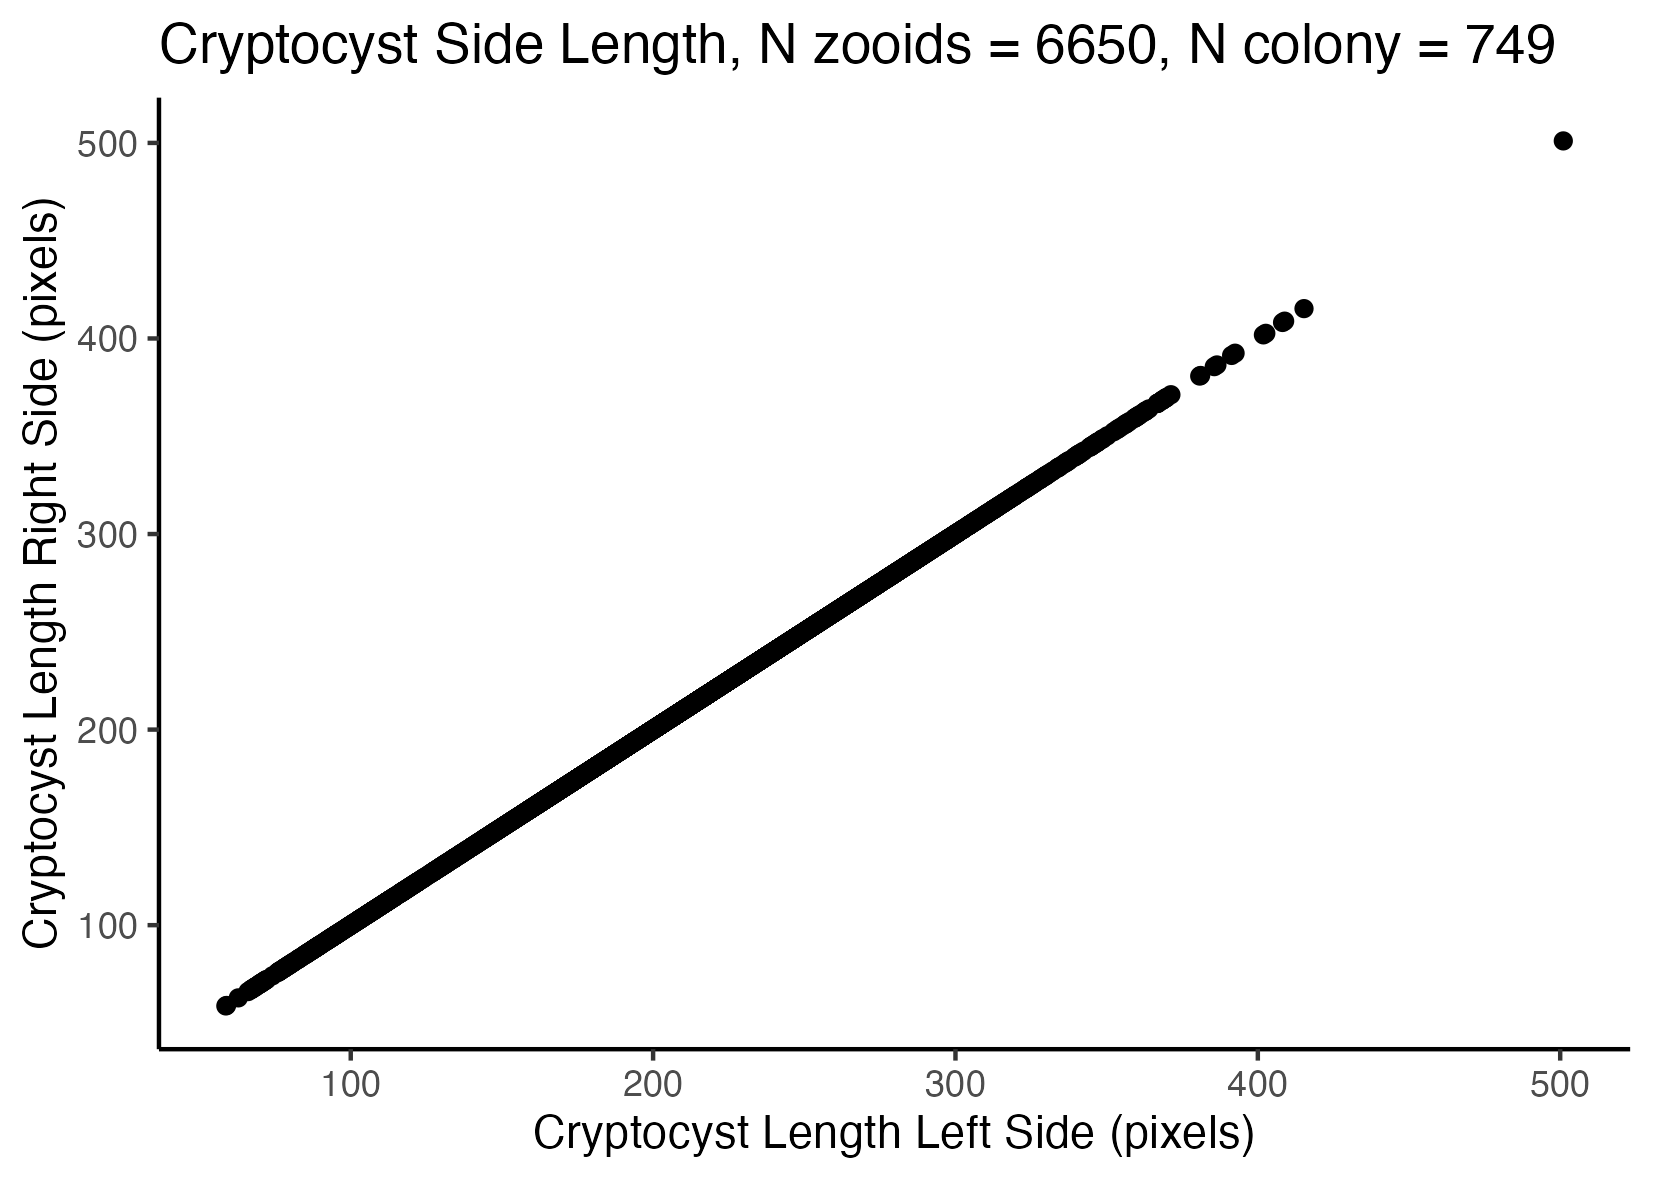 Cryptocyst Side Length, N zooids = 6650, N colony = 749
Cryptocyst Length Right Side (pixels)
500
400
300
200
100
100 200 300 400 500
Cryptocyst Length Left Side (pixels)